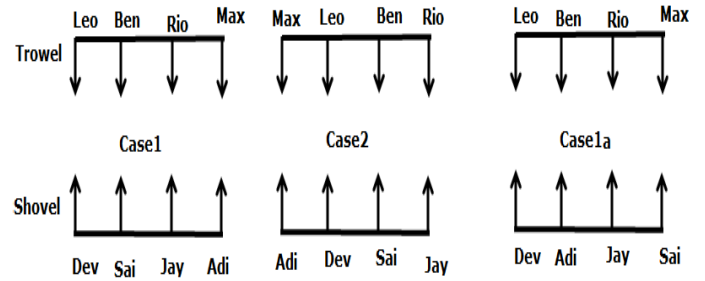 Leo Ben Rio Max Max Leo Ben Rio Leo Ben Rio Max
Trowel
Case1 Case2 Case1a
Shovel
Dev Sai Jay Adi Adi Dev Sai Jay Dev Adi Jay Sai